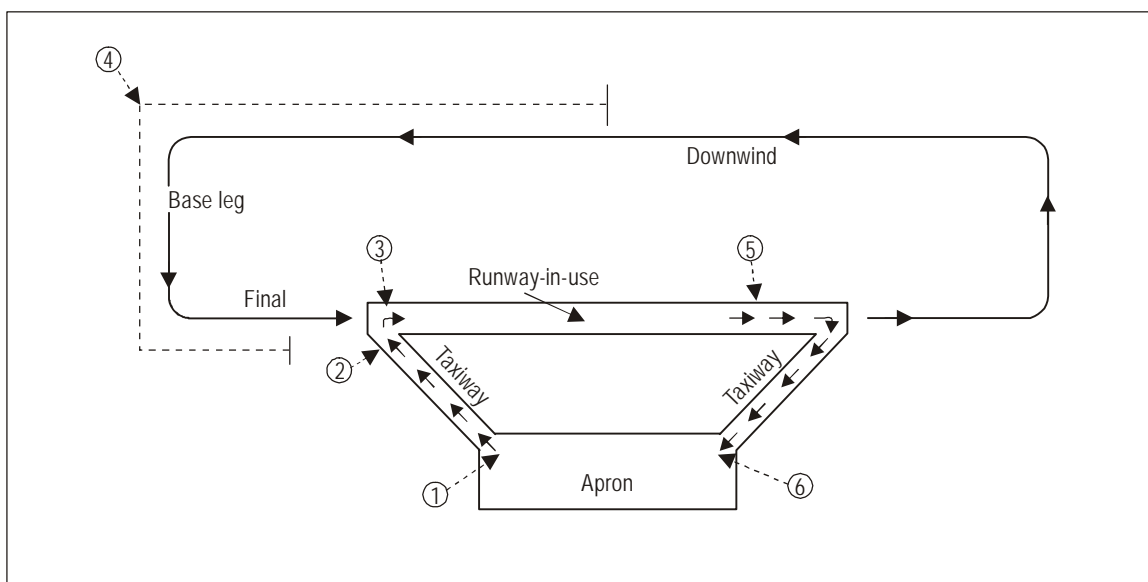 4
Downwind
Base leg
3
5
Runway-in-use
Final
2
Taxiway
Taxiway
1
Apron
6